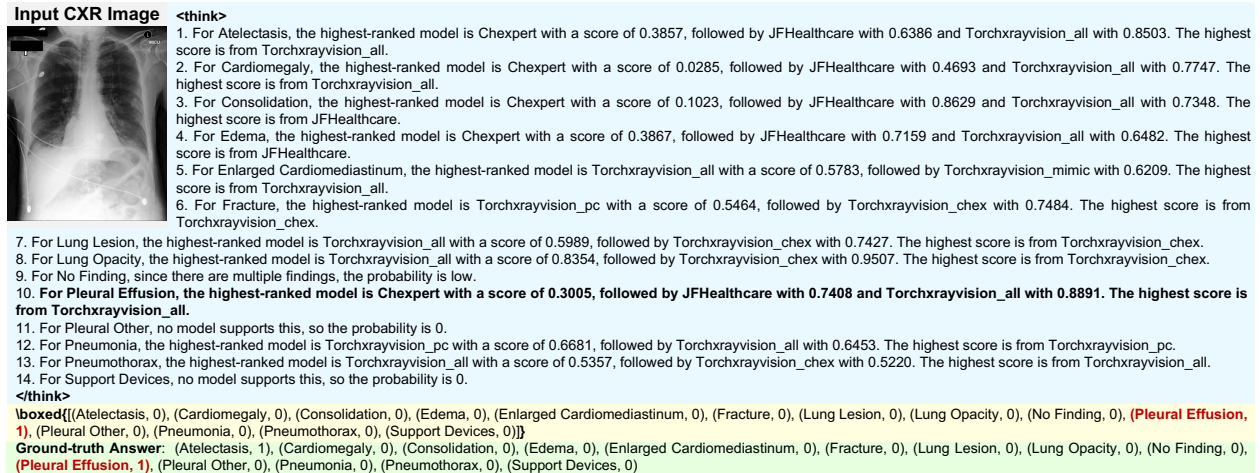 Input CXR Image
<think>
1. For Atelectasis, the highest-ranked model is Chexpert with a score of 0.3857, followed by JFHealthcare with 0.6386 and Torchxrayvision_all with 0.8503. The highest
score is from Torchxrayvision_all.
2. For Cardiomegaly, the highest-ranked model is Chexpert with a score of 0.0285, followed by JFHealthcare with 0.4693 and Torchxrayvision_all with 0.7747. The
highest score is from Torchxrayvision_all.
3. For Consolidation, the highest-ranked model is Chexpert with a score of 0.1023, followed by JFHealthcare with 0.8629 and Torchxrayvision_all with 0.7348. The
highest score is from JFHealthcare.
4. For Edema, the highest-ranked model is Chexpert with a score of 0.3867, followed by JFHealthcare with 0.7159 and Torchxrayvision_all with 0.6482. The highest
score is from JFHealthcare.
5. For Enlarged Cardiomediastinum, the highest-ranked model is Torchxrayvision_all with a score of 0.5783, followed by Torchxrayvision_mimic with 0.6209. The highest
score is from Torchxrayvision_all.
6. For Fracture, the highest-ranked model is Torchxrayvision_pc with a score of 0.5464, followed by Torchxrayvision_chex with 0.7484. The highest score is from
Torchxrayvision_chex.
7. For Lung Lesion, the highest-ranked model is Torchxrayvision_all with a score of 0.5989, followed by Torchxrayvision_chex with 0.7427. The highest score is from Torchxrayvision_chex.
8. For Lung Opacity, the highest-ranked model is Torchxrayvision_all with a score of 0.8354, followed by Torchxrayvision_chex with 0.9507. The highest score is from Torchxrayvision_chex.
9. For No Finding, since there are multiple findings, the probability is low.
10. For Pleural Effusion, the highest-ranked model is Chexpert with a score of 0.3005, followed by JFHealthcare with 0.7408 and Torchxrayvision_all with 0.8891. The highest score is
from Torchxrayvision_all.
11. For Pleural Other, no model supports this, so the probability is 0.
12. For Pneumonia, the highest-ranked model is Torchxrayvision_pc with a score of 0.6681, followed by Torchxrayvision_all with 0.6453. The highest score is from Torchxrayvision_pc.
13. For Pneumothorax, the highest-ranked model is Torchxrayvision_all with a score of 0.5357, followed by Torchxrayvision_chex with 0.5220. The highest score is from Torchxrayvision_all.
14. For Support Devices, no model supports this, so the probability is 0.
</think>
\boxed{[(Atelectasis, 0), (Cardiomegaly, 0), (Consolidation, 0), (Edema, 0), (Enlarged Cardiomediastinum, 0), (Fracture, 0), (Lung Lesion, 0), (Lung Opacity, 0), (No Finding, 0), (Pleural Effusion,
1), (Pleural Other, 0), (Pneumonia, 0), (Pneumothorax, 0), (Support Devices, 0)]}
Ground-truth Answer: (Atelectasis, 1), (Cardiomegaly, 0), (Consolidation, 0), (Edema, 0), (Enlarged Cardiomediastinum, 0), (Fracture, 0), (Lung Lesion, 0), (Lung Opacity, 0), (No Finding, 0),
(Pleural Effusion, 1), (Pleural Other, 0), (Pneumonia, 0), (Pneumothorax, 0), (Support Devices, 0)